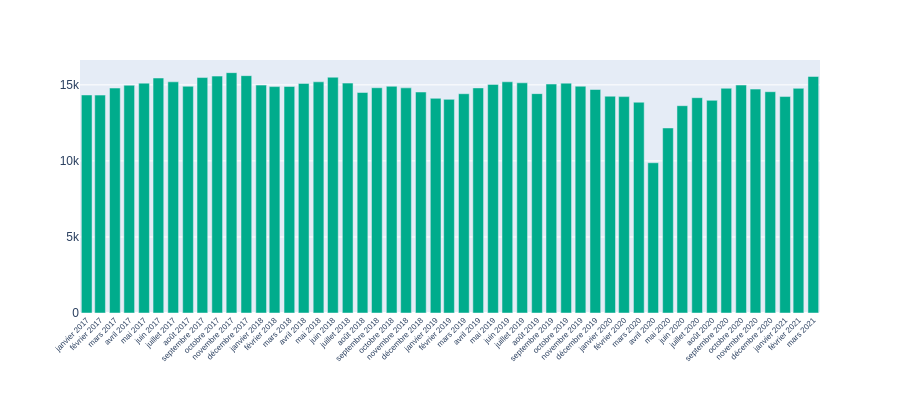 15k
10k
5k
0
janvier 2017
février 2017
mars 2017
avril 2017
mai 2017
juin 2017
juillet 2017
août 2017
septembre 2017
octobre 2017
novembre 2017
décembre 2017
janvier 2018
février 2018
mars 2018
avril 2018
mai 2018
juin 2018
juillet 2018
août 2018
septembre 2018
octobre 2018
novembre 2018
décembre 2018
janvier 2019
février 2019
mars 2019
avril 2019
mai 2019
juin 2019
juillet 2019
août 2019
septembre 2019
octobre 2019
novembre 2019
décembre 2019
janvier 2020
février 2020
mars 2020
avril 2020
mai 2020
juin 2020
juillet 2020
août 2020
septembre 2020
octobre 2020
novembre 2020
décembre 2020
janvier 2021
février 2021
mars 2021